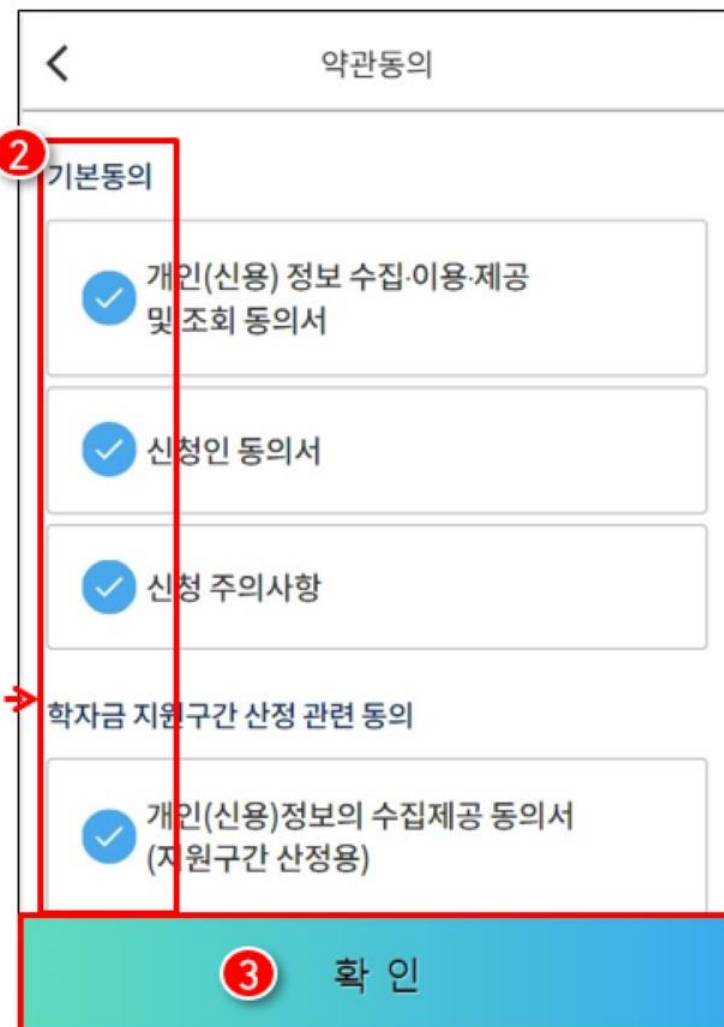 약관동의
2
기본동의
개인(신용) 정보 수집·이용·제공
및 조회 동의서
신청인 동의서
신청 주의사항
학자금 지원구간 산정 관련 동의
개인(신용)정보의 수집제공 동의서
(지원구간 산정용)
3 확 인